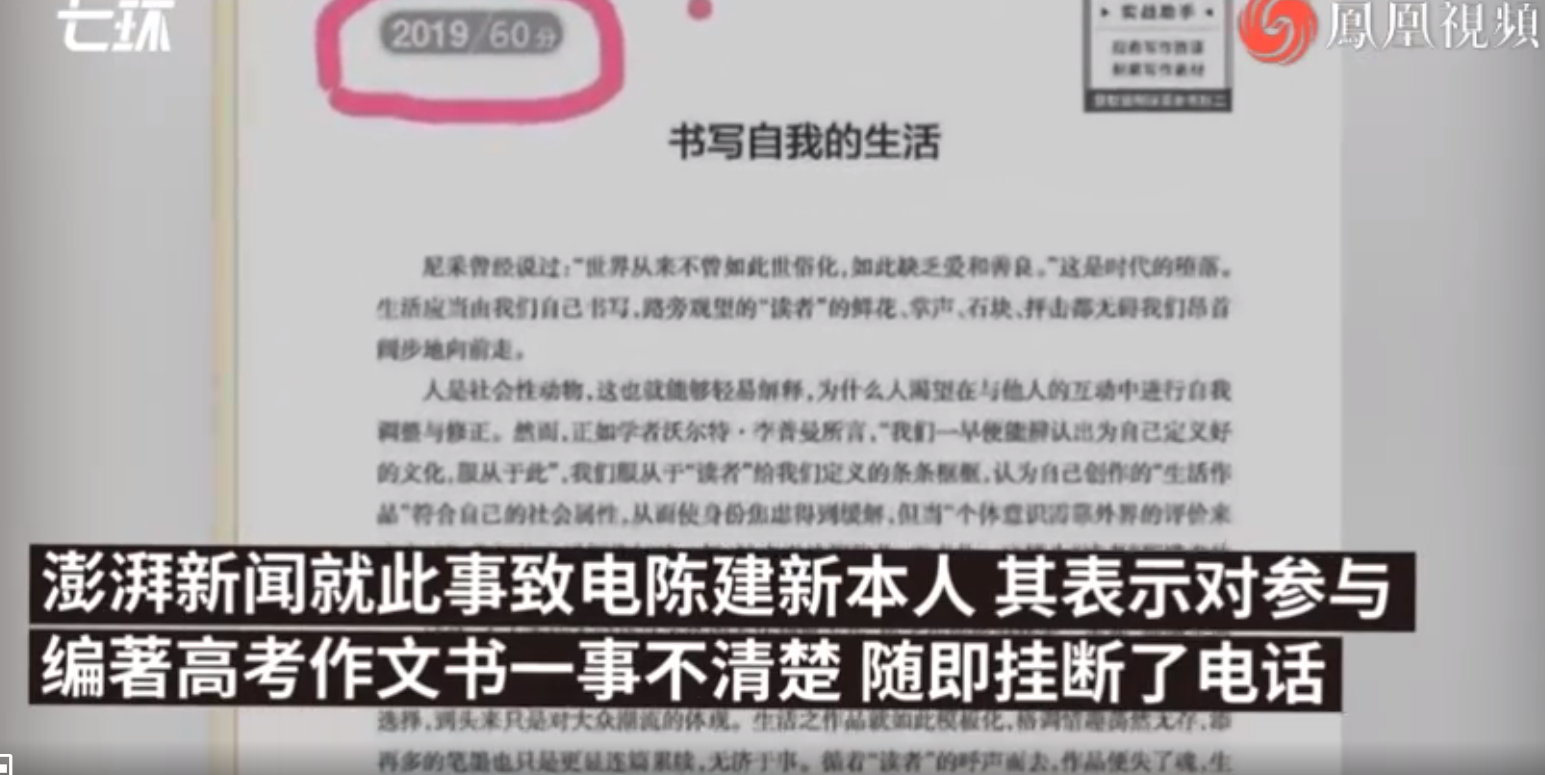 七环
2019/60分
实战助手
鳳凰視頻
书写自我的生活
尼采曾经说过：“世界从来不曾如此世俗化，如此缺乏爱和善良。”这是时代的堕落。
生活应当由我们自己书写，路旁观望的“读者”的鲜花、掌声、石块、抨击都无碍我们昂首
阔步地向前走。
人是社会性动物，这也就能够轻易解释，为什么人渴望在与他人的互动中进行自我
调整与修正。然而，正如学者沃尔特·李普曼所言，“我们一早便能辨认出为自己定义好
的文化，服从于此”，我们服从于“读者”给我们定义的条条框框，认为自己创作的“生活作
品”符合自己的社会属性，从而使身份焦虑得到缓解，但当“个体意识需靠外界的评价来
澎湃新闻就此事致电陈建新本人 其表示对参与
编著高考作文书一事不清楚 随即挂断了电话
选择，到头来只是对大众潮流的体现。生活之作品就如此模板化，格调情趣荡然无存，添
再多的笔墨也只是更显连篇累牍，无济于事。循着“读者”的呼声而去，作品便失了魂，生